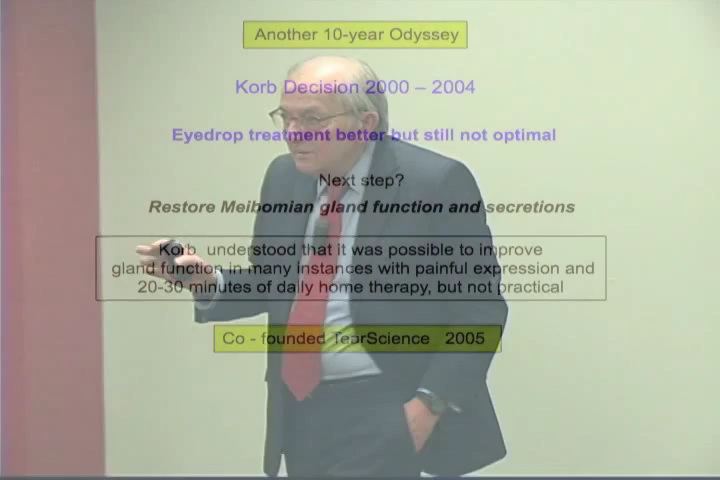 Another 10-year Odyssey
Korb Decision 2000 – 2004
Eyedrop treatment better but still not optimal
Next step?
Restore Meibomian gland function and secretions
Korb understood that it was possible to improve
gland function in many instances with painful expression and
20-30 minutes of daily home therapy, but not practical
Co - founded TearScience 2005